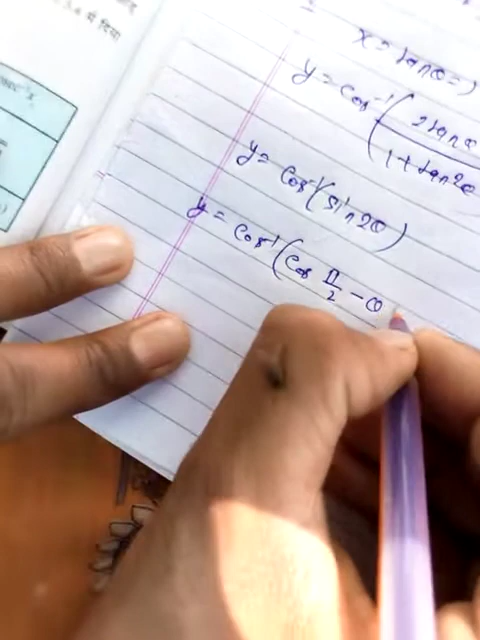 x = tanθ =)
y = cos⁻¹ (2tanθ / 1+tan2θ
y = cos⁻¹(sin2θ)
y = cos⁻¹(cos π/2 - θ